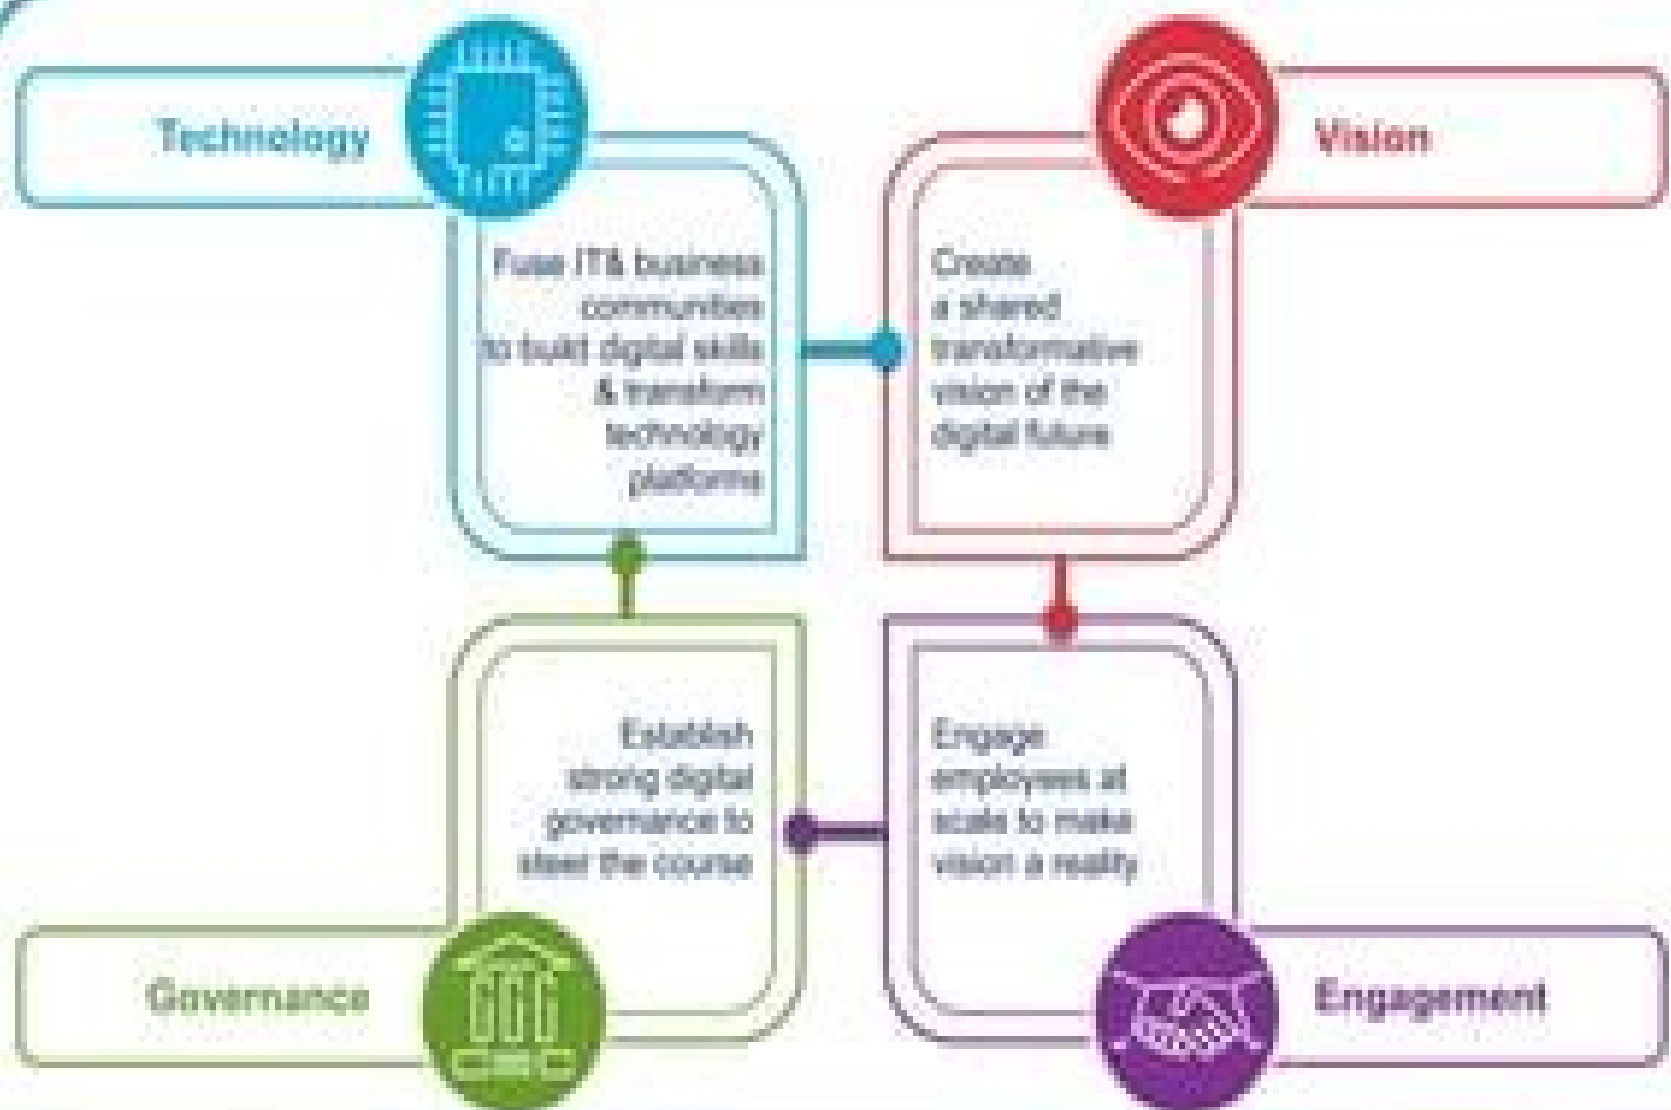 Technology
Fuse IT& business
communities
to build digital skills
& transform
technology
platforms
Vision
Create
a shared
transformative
vision of the
digital future
Governance
Establish
strong digital
governance to
steer the course
Engagement
Engage
employees at
scale to make
vision a reality